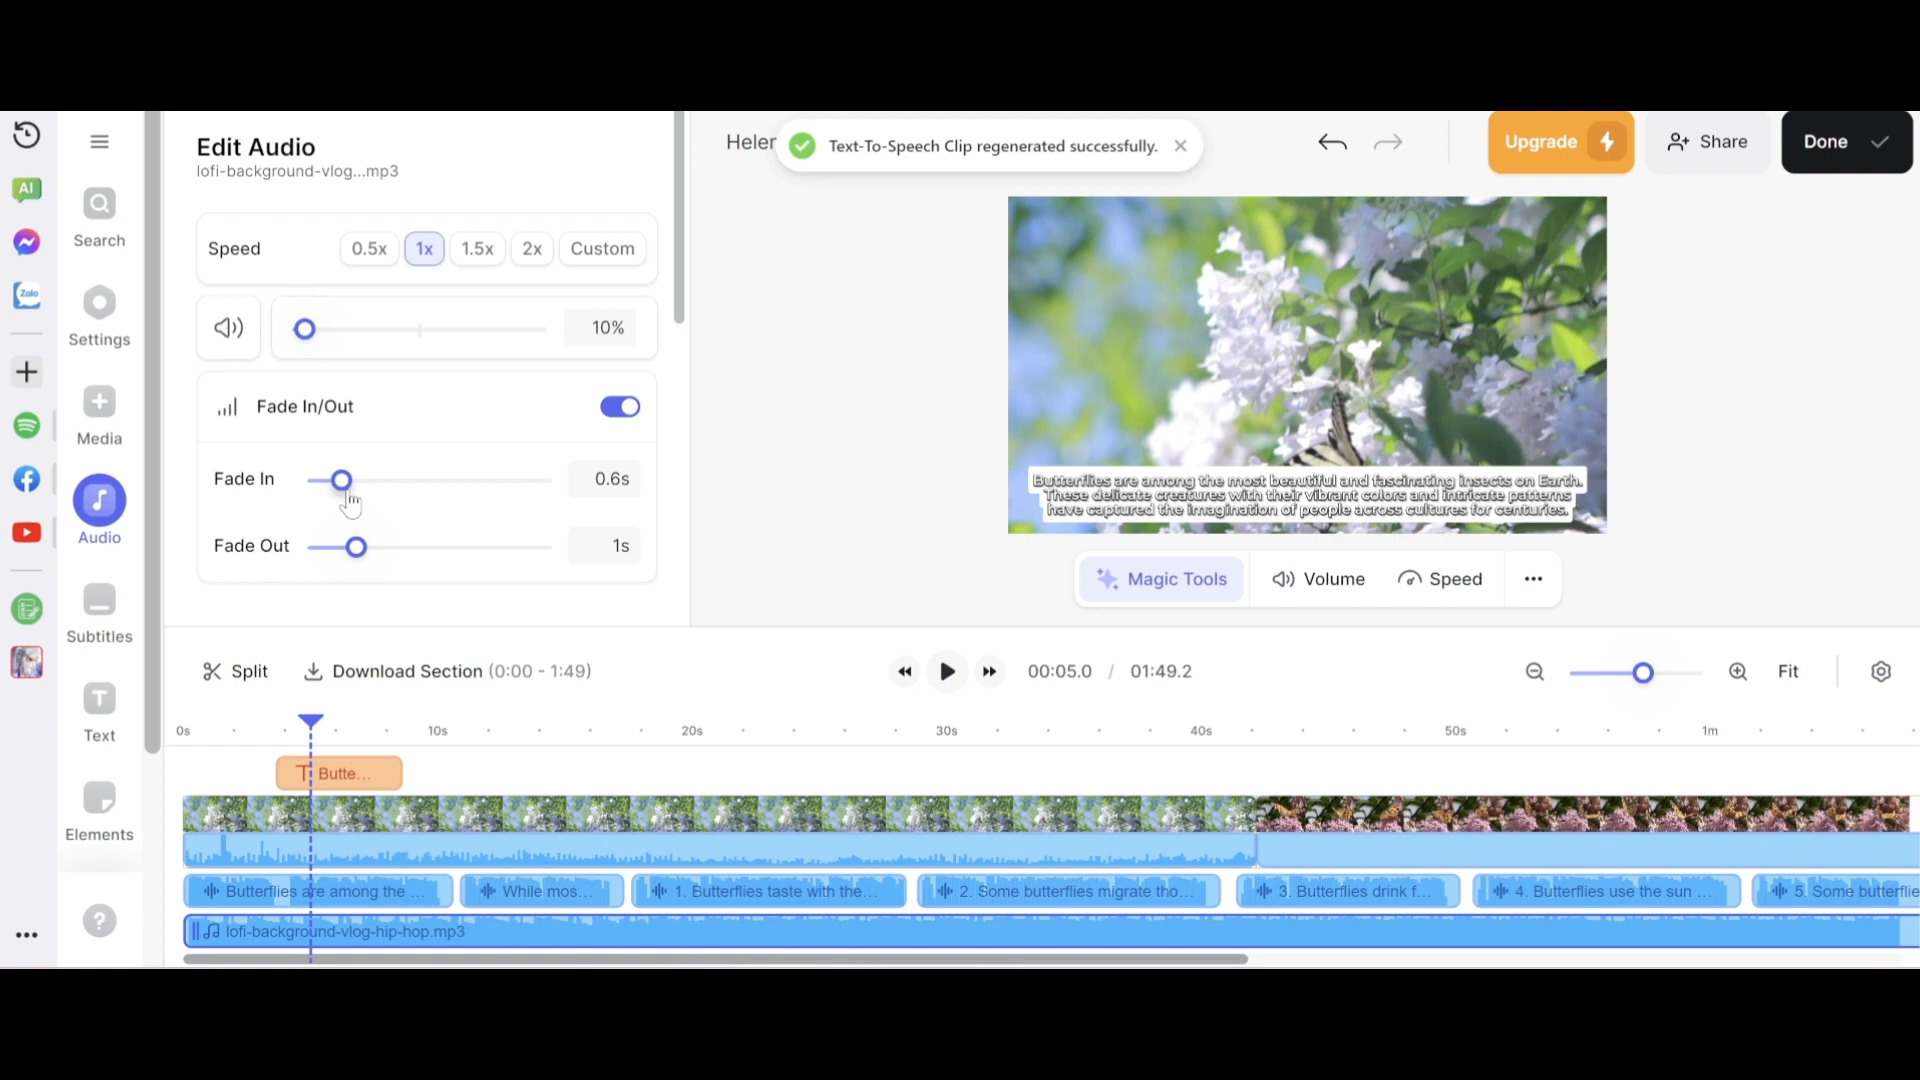 Edit Audio
lofi-background-vlog...mp3
Speed
0.5x
1x
1.5x
2x
Custom
10%
Fade In/Out
Fade In
0.6s
Fade Out
1s
AI
Zalo
Search
Settings
Media
Audio
Subtitles
Text
Elements
?
Heler
Text-To-Speech Clip regenerated successfully.
Upgrade
Share
Done
Butterflies are among the most beautiful and fascinating insects on Earth.
These delicate creatures with their vibrant colors and intricate patterns
have captured the imagination of people across cultures for centuries.
Magic Tools
Volume
Speed
Split
Download Section (0:00 - 1:49)
00:05.0 / 01:49.2
Fit
0s
10s
20s
30s
40s
50s
1m
T Butte...
Butterflies are among the ...
While mos...
1. Butterflies taste with the...
2. Some butterflies migrate tho...
3. Butterflies drink f...
4. Butterflies use the sun ...
5. Some butterflie
lofi-background-vlog-hip-hop.mp3